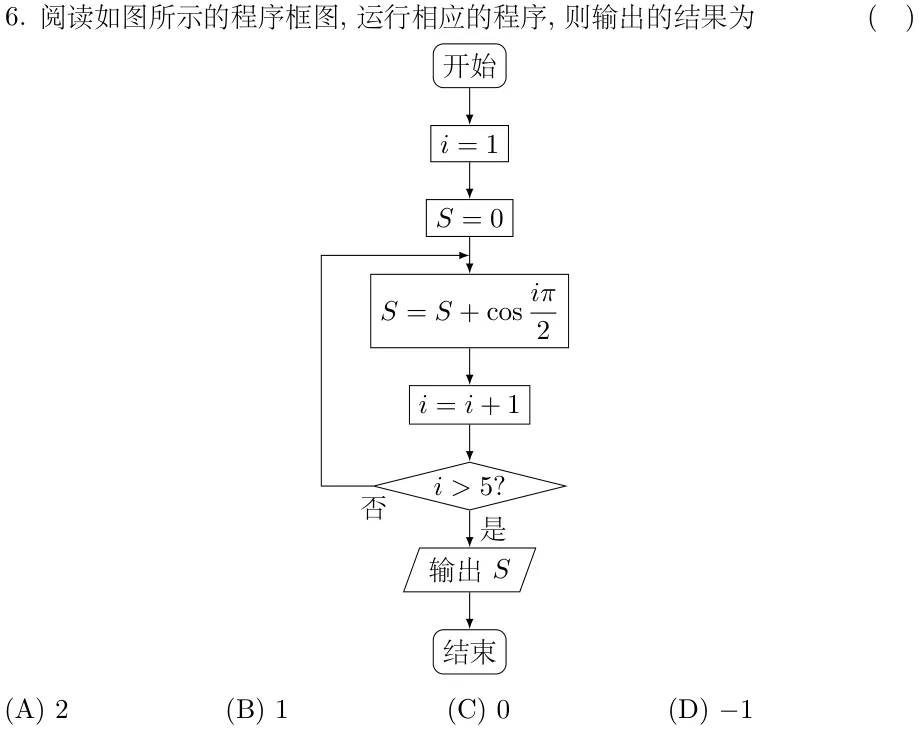 6. 阅读如图所示的程序框图, 运行相应的程序, 则输出的结果为 ( )
开始
i = 1
S = 0
S = S + cos iπ/2
i = i + 1
i > 5?
否
是
输出 S
结束
(A) 2 (B) 1 (C) 0 (D) −1